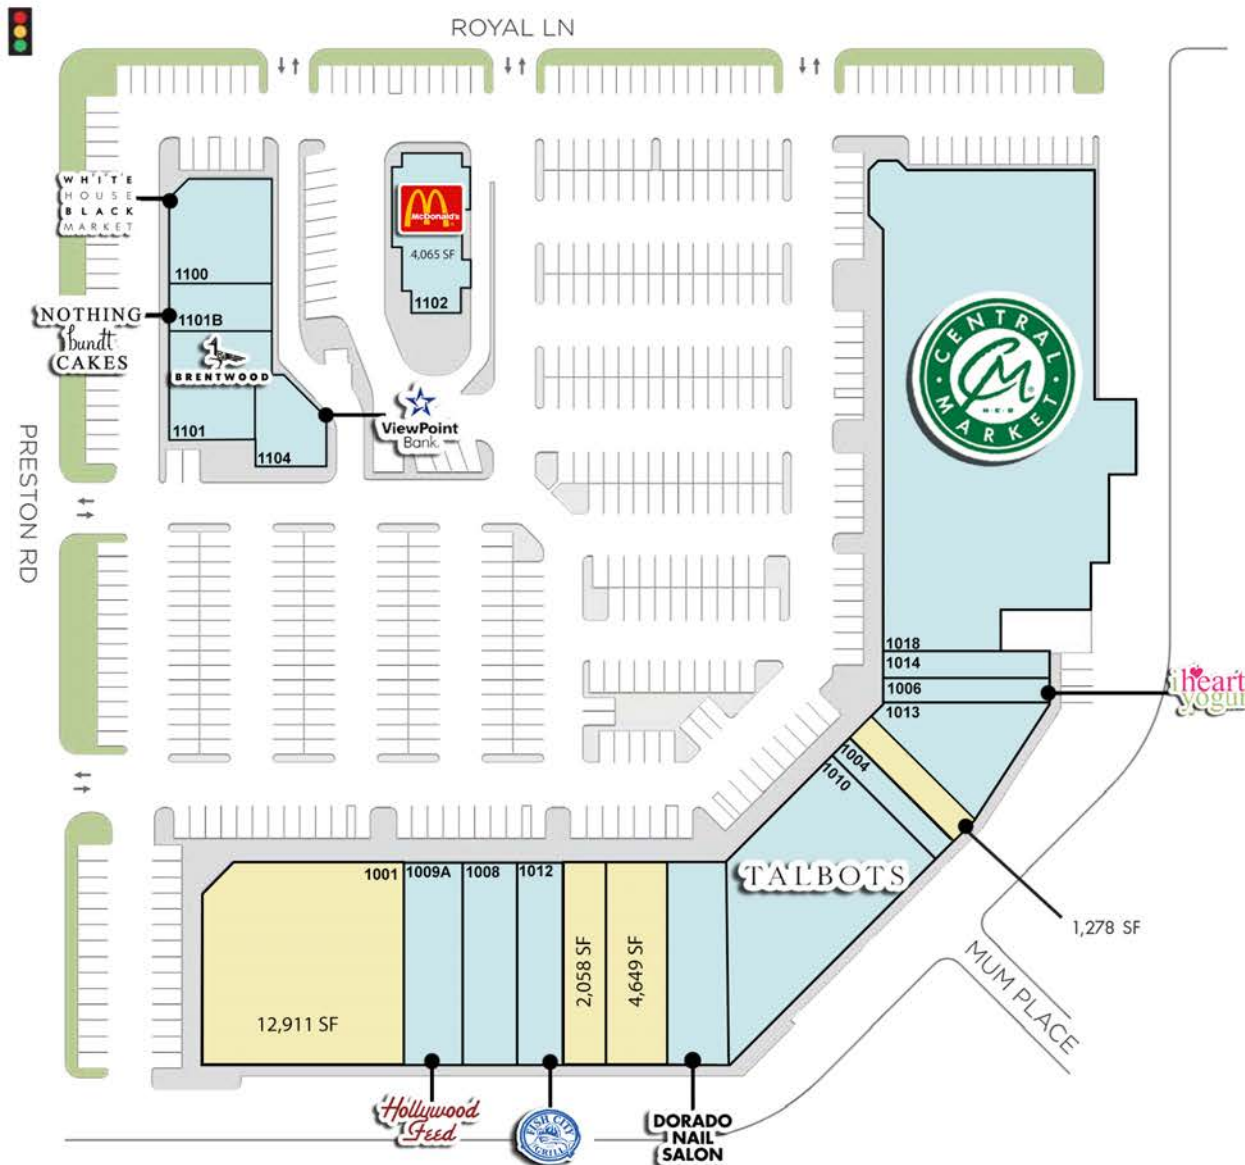 ROYAL LN
WHITE
HOUSE
BLACK
MARKET
McDonald's
4,065 SF
1102
1100
NOTHING
bundt
CAKES
1101B
BRENTWOOD
1101
1104
ViewPoint
Bank
PRESTON RD
CENTRAL
CM
H-E-B
MARKET
1018
1014
1006
1013
iheart
yogur
1004
1010
TALBOTS
1,278 SF
MUM PLACE
1001
1009A
1008
1012
12,911 SF
2,058 SF
4,649 SF
Hollywood
Feed
FISH CITY
GRILL
DORADO
NAIL
SALON